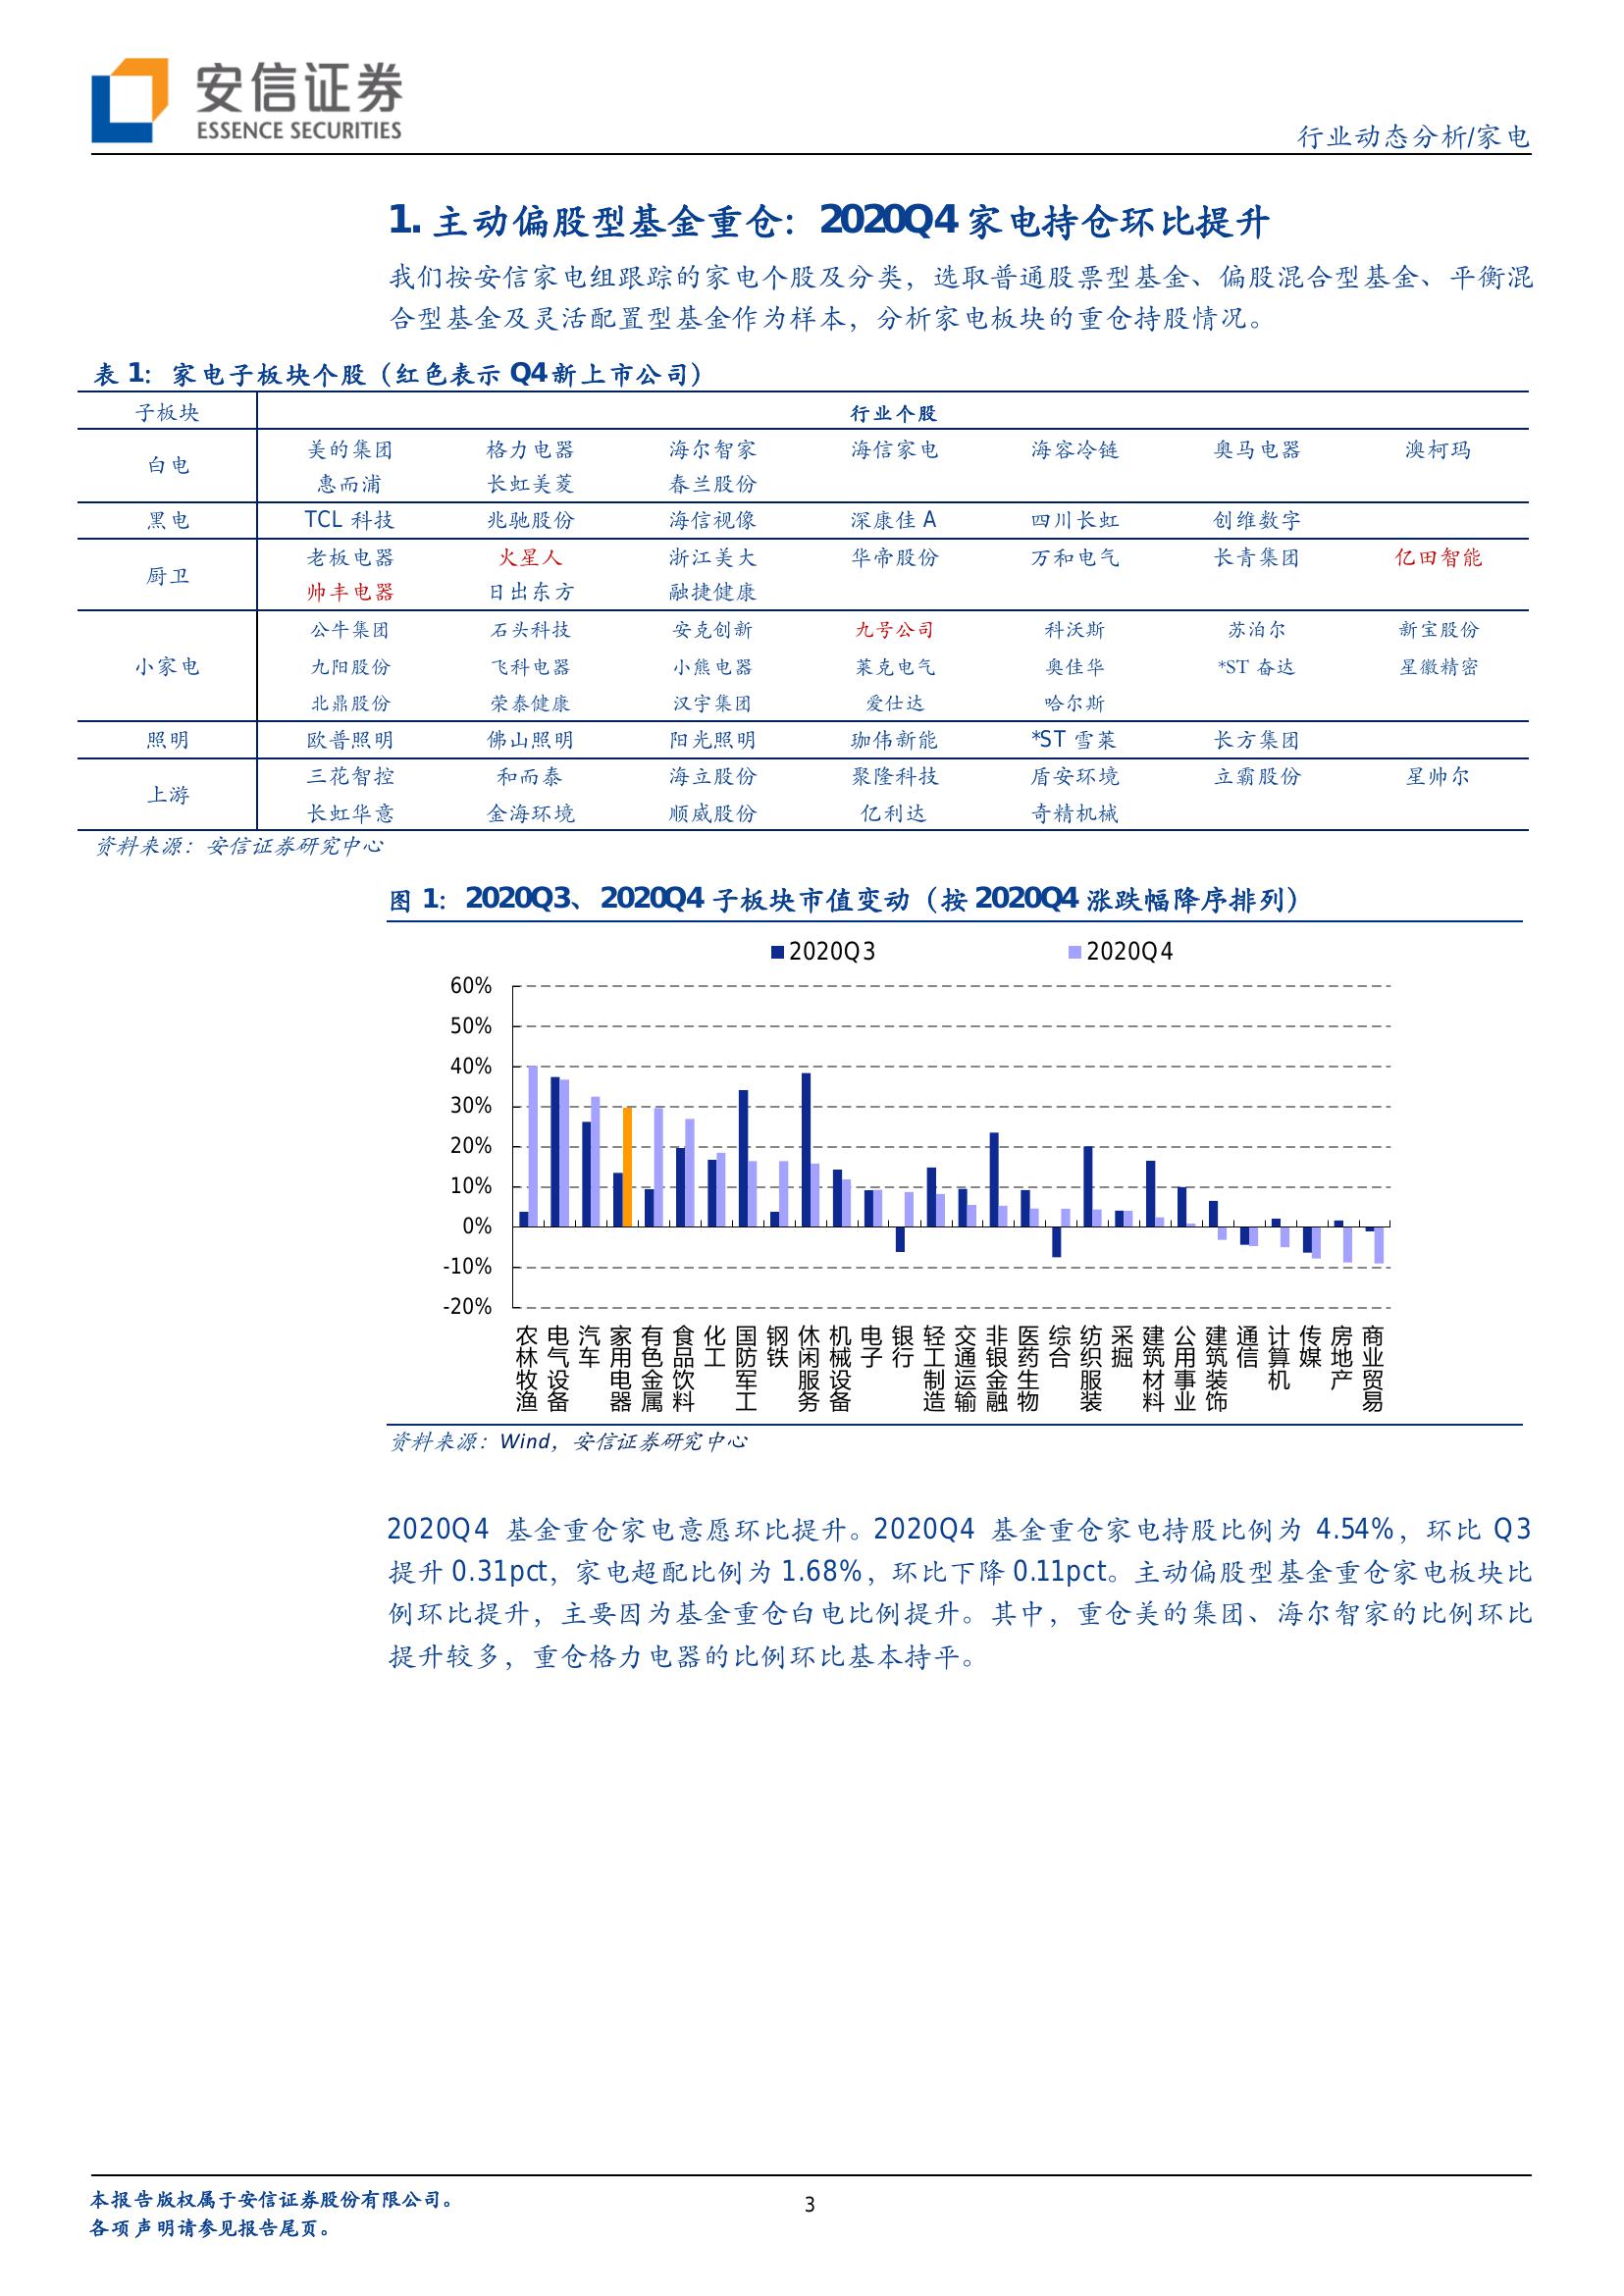 安信证券
ESSENCE SECURITIES
行业动态分析/家电
1. 主动偏股型基金重仓：2020Q4 家电持仓环比提升
我们按安信家电组跟踪的家电个股及分类，选取普通股票型基金、偏股混合型基金、平衡混
合型基金及灵活配置型基金作为样本，分析家电板块的重仓持股情况。
表 1：家电子板块个股（红色表示 Q4 新上市公司）
子板块 行业个股
白电 美的集团 格力电器 海尔智家 海信家电 海容冷链 奥马电器 澳柯玛
惠而浦 长虹美菱 春兰股份
黑电 TCL 科技 兆驰股份 海信视像 深康佳 A 四川长虹 创维数字
厨卫 老板电器 火星人 浙江美大 华帝股份 万和电气 长青集团 亿田智能
帅丰电器 日出东方 融捷健康
小家电 公牛集团 石头科技 安克创新 九号公司 科沃斯 苏泊尔 新宝股份
九阳股份 飞科电器 小熊电器 莱克电气 奥佳华 *ST 奋达 星徽精密
北鼎股份 荣泰健康 汉宇集团 爱仕达 哈尔斯
照明 欧普照明 佛山照明 阳光照明 珈伟新能 *ST 雪莱 长方集团
上游 三花智控 和而泰 海立股份 聚隆科技 盾安环境 立霸股份 星帅尔
长虹华意 金海环境 顺威股份 亿利达 奇精机械
资料来源：安信证券研究中心
图 1：2020Q3、2020Q4 子板块市值变动（按 2020Q4 涨跌幅降序排列）
2020Q3 2020Q4
60%
50%
40%
30%
20%
10%
0%
-10%
-20%
农林牧渔 电气设备 汽车 家用电器 有色金属 食品饮料 化工 国防军工 钢铁 休闲服务 机械设备 电子 银行 轻工制造 交通运输 非银金融 医药生物 综合 纺织服装 采掘 建筑材料 公用事业 建筑装饰 通信 计算机 传媒 房地产 商业贸易
资料来源：Wind，安信证券研究中心
2020Q4 基金重仓家电意愿环比提升。2020Q4 基金重仓家电持股比例为 4.54%，环比 Q3
提升 0.31pct，家电超配比例为 1.68%，环比下降 0.11pct。主动偏股型基金重仓家电板块比
例环比提升，主要因为基金重仓白电比例提升。其中，重仓美的集团、海尔智家的比例环比
提升较多，重仓格力电器的比例环比基本持平。
本报告版权属于安信证券股份有限公司。
3
各项声明请参见报告尾页。